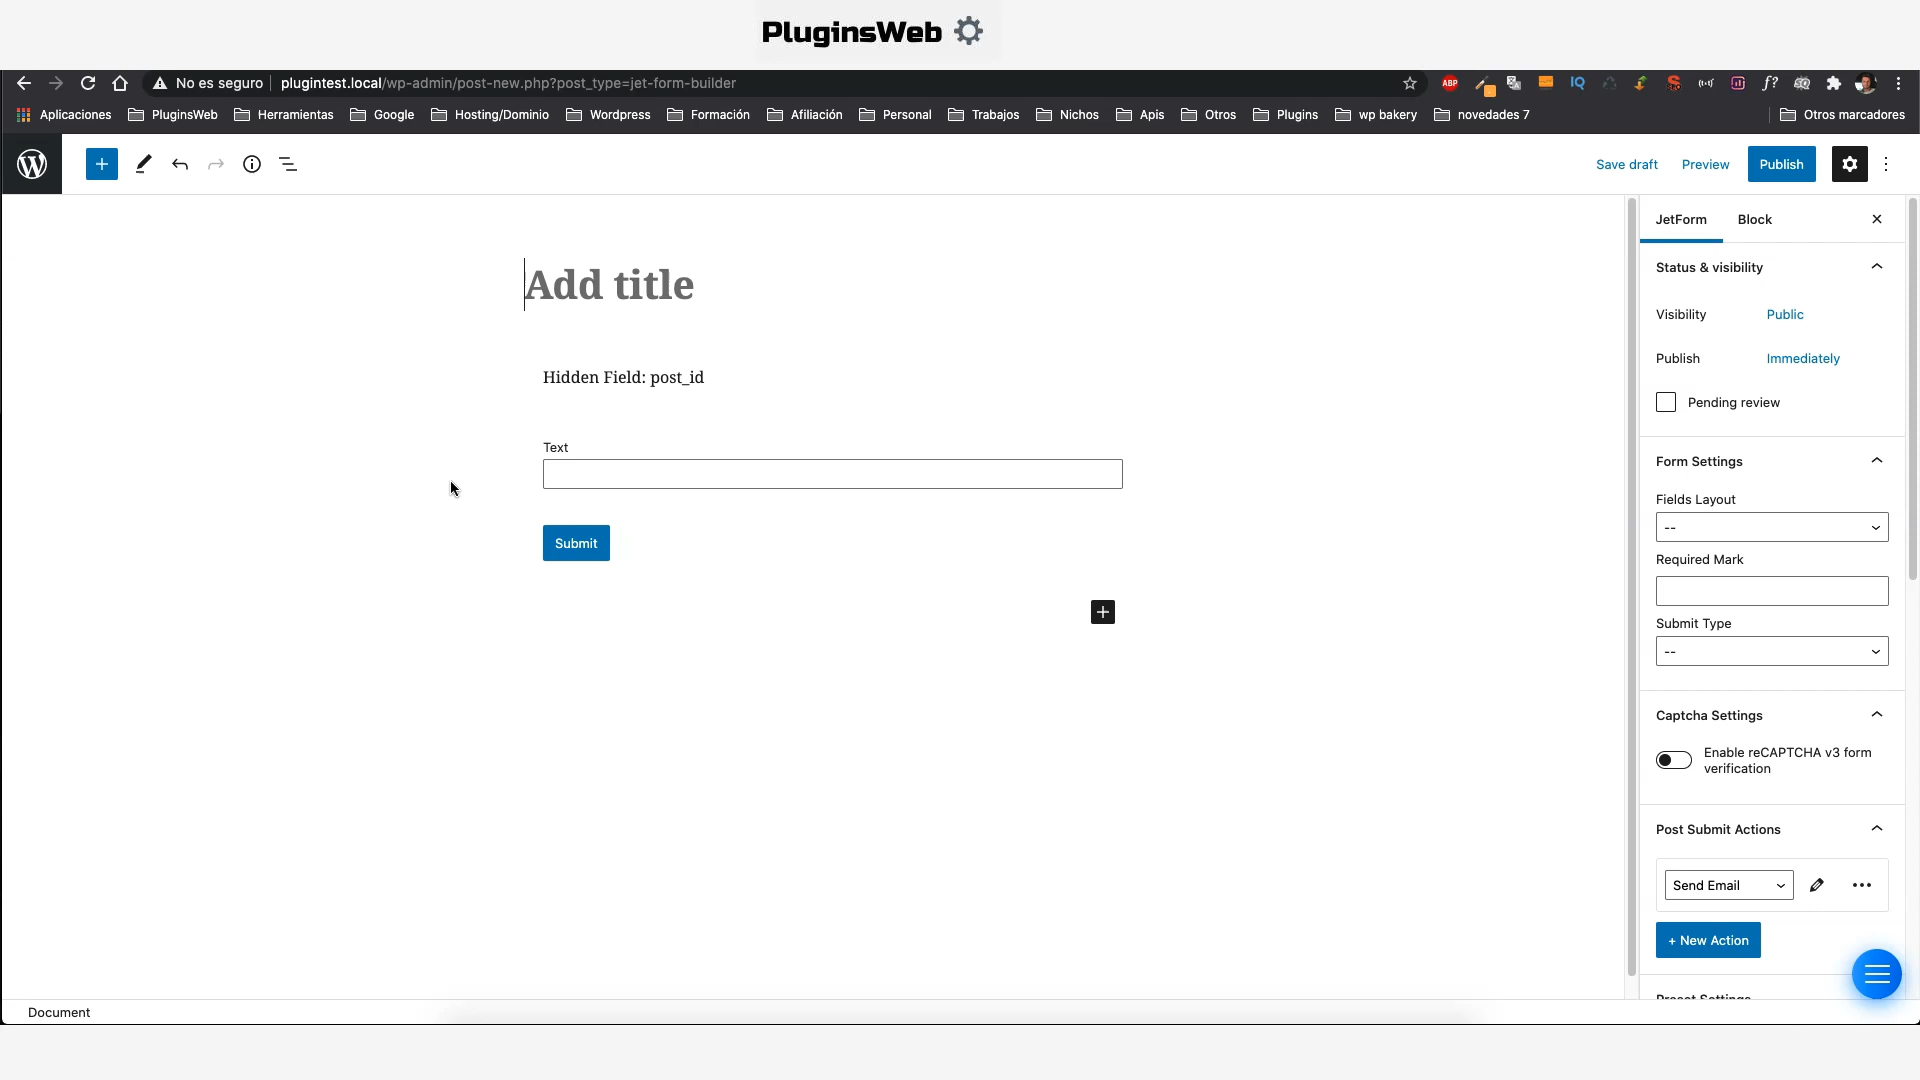 PluginsWeb
No es seguro plugintest.local/wp-admin/post-new.php?post_type=jet-form-builder
ABP IQ f?
Aplicaciones PluginsWeb Herramientas Google Hosting/Dominio Wordpress Formación Afiliación Personal Trabajos Nichos Apis Otros Plugins wp bakery novedades 7 Otros marcadores
Save draft Preview Publish
JetForm Block
Add title
Status & visibility
Visibility Public
Publish Immediately
Pending review
Hidden Field: post_id
Text
Submit
Form Settings
Fields Layout
--
Required Mark
Submit Type
--
Captcha Settings
Enable reCAPTCHA v3 form
verification
Post Submit Actions
Send Email
+ New Action
Preset Settings
Document